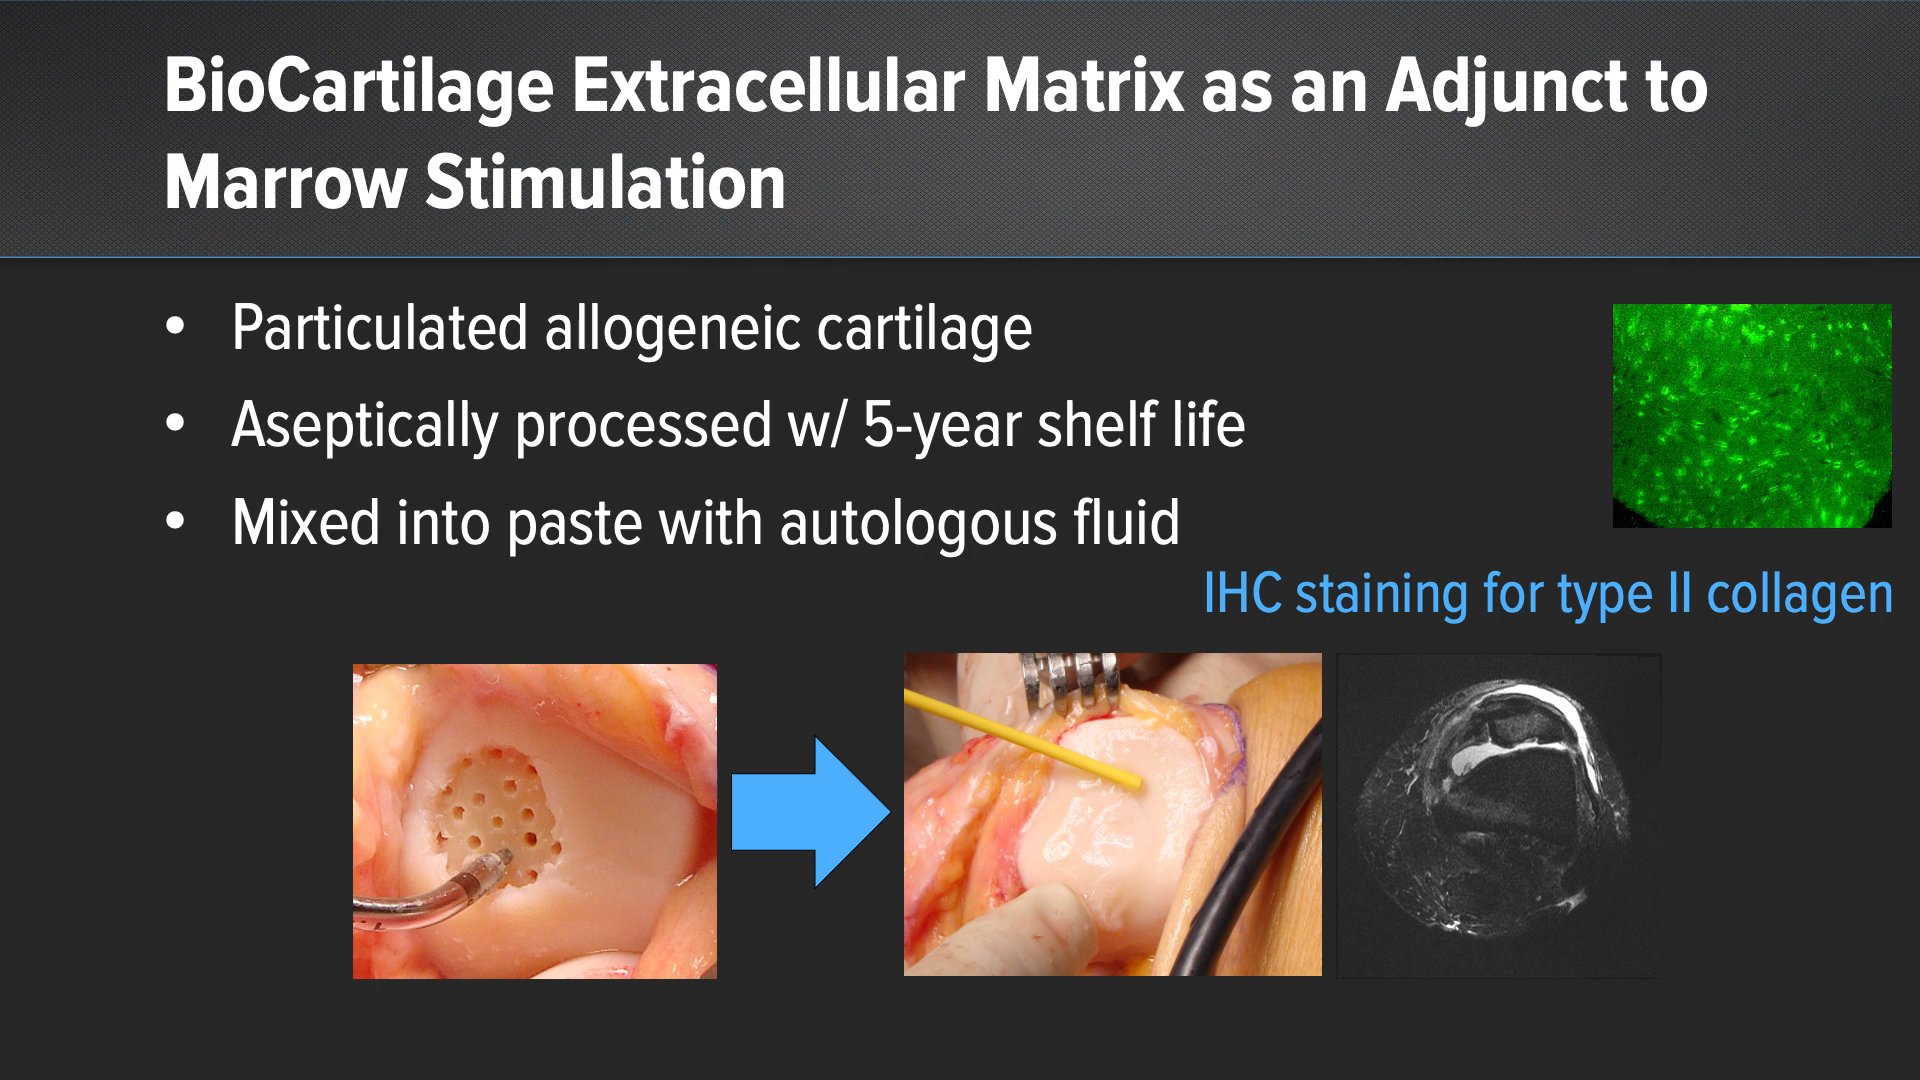 BioCartilage Extracellular Matrix as an Adjunct to
Marrow Stimulation
• Particulated allogeneic cartilage
• Aseptically processed w/ 5-year shelf life
• Mixed into paste with autologous fluid
IHC staining for type II collagen